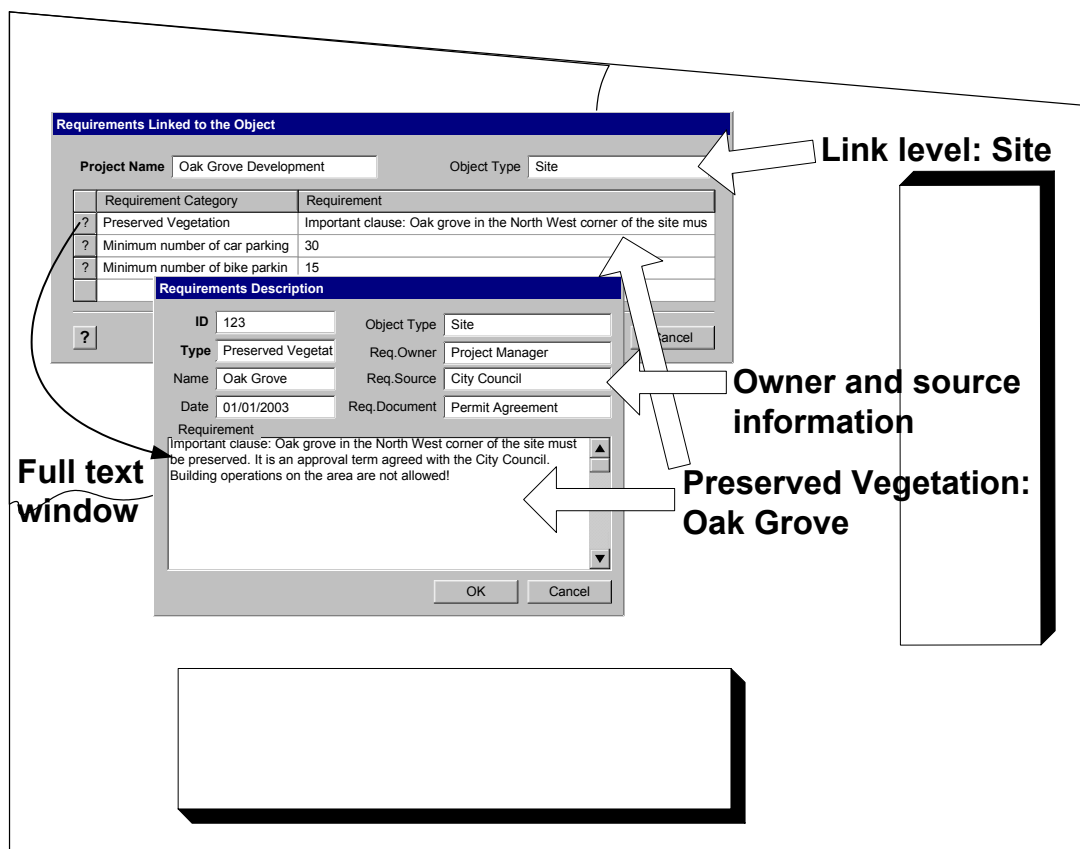 Requirements Linked to the Object
Project Name Oak Grove Development Object Type Site
Link level: Site
Requirement Category Requirement
? Preserved Vegetation Important clause: Oak grove in the North West corner of the site mus
? Minimum number of car parking 30
? Minimum number of bike parkin 15
Requirements Description
ID 123 Object Type Site
? Cancel
Type Preserved Vegetat Req.Owner Project Manager
Name Oak Grove Req.Source City Council
Owner and source
information
Date 01/01/2003 Req.Document Permit Agreement
Requirement
Important clause: Oak grove in the North West corner of the site must
be preserved. It is an approval term agreed with the City Council.
Building operations on the area are not allowed!
Full text
window
Preserved Vegetation:
Oak Grove
OK Cancel